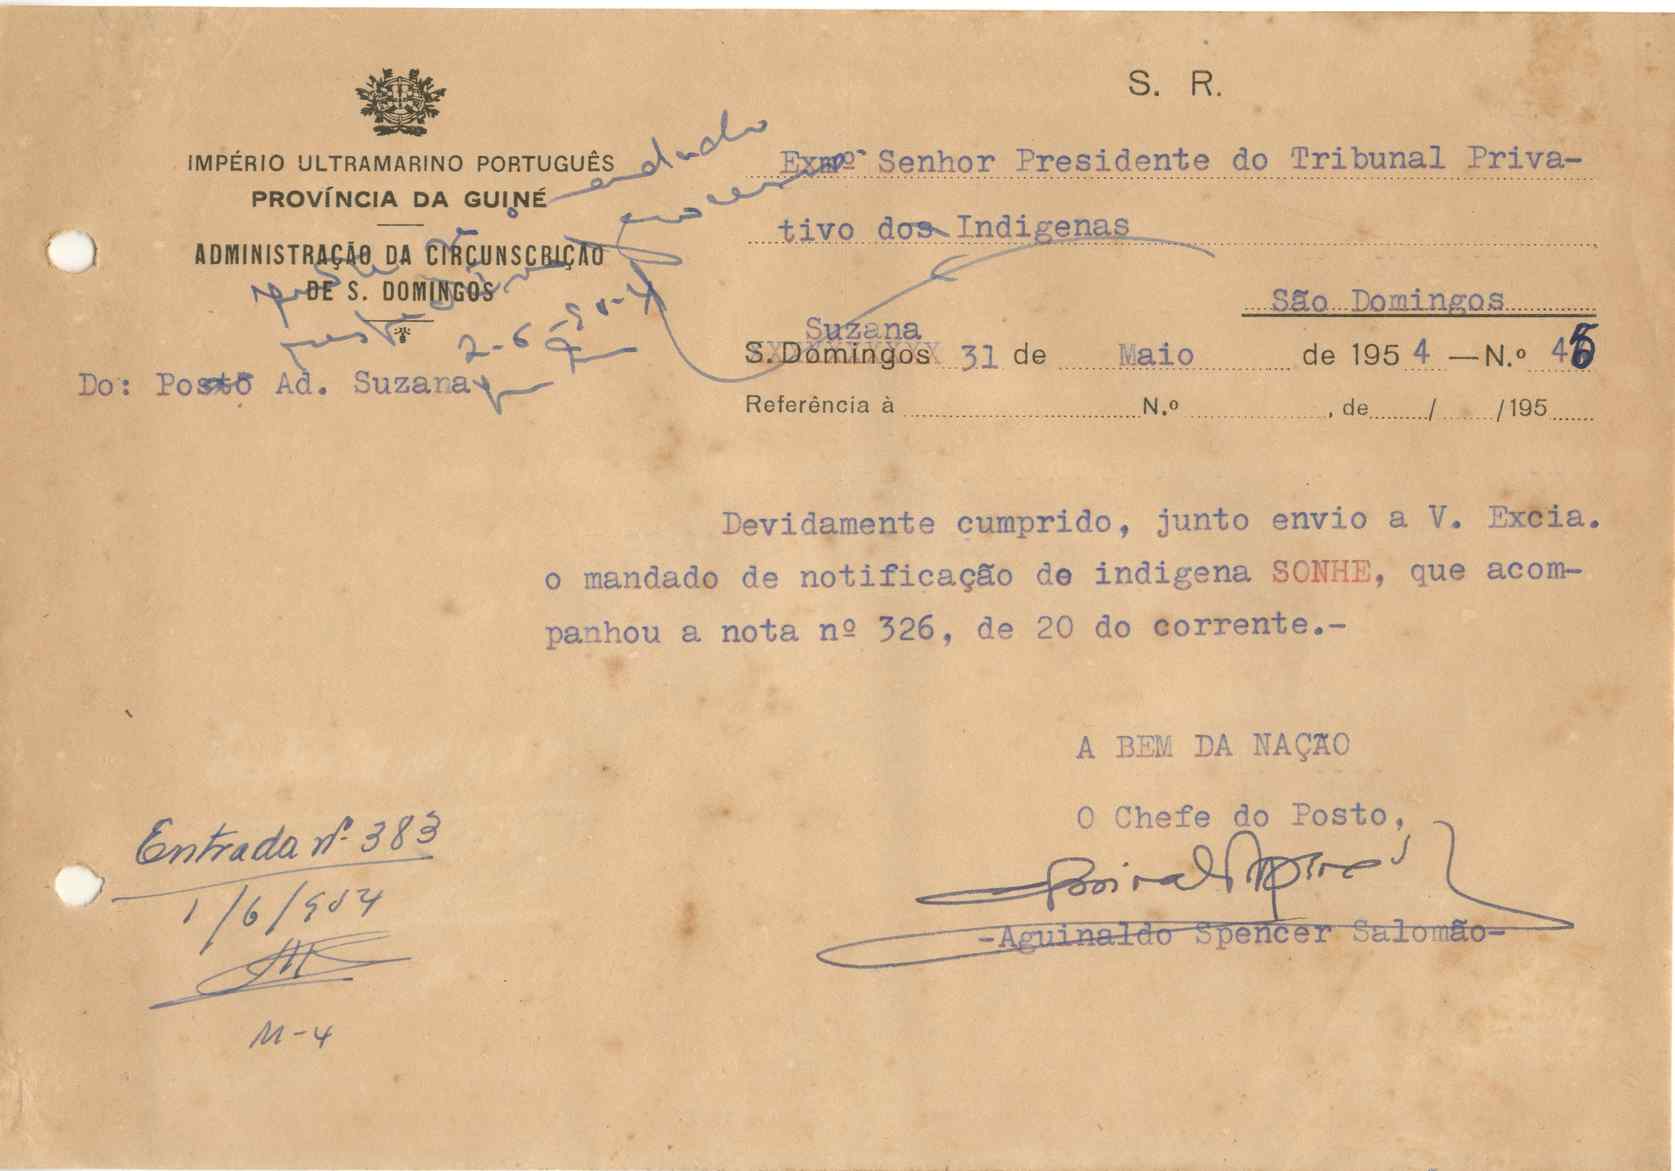 S. R.
IMPÉRIO ULTRAMARINO PORTUGUÊS
PROVÍNCIA DA GUINÉ
ADMINISTRAÇÃO DA CIRCUNSCRIÇÃO
DE S. DOMINGOS
Do: Posto Ad. Suzana
2-6-954
Exmº Senhor Presidente do Tribunal Priva-
tivo dos Indigenas
São Domingos
Suzana
S. Domingos 31 de Maio de 1954 — N.º 4
Referência à N.º , de / /195
Devidamente cumprido, junto envio a V. Excia.
o mandado de notificação do indigena SONHE, que acom-
panhou a nota nº 326, de 20 do corrente.-
A BEM DA NAÇÃO
O Chefe do Posto,
-Aguinaldo Spencer Salomão-
Entrada nº 383
1/6/954
M-4